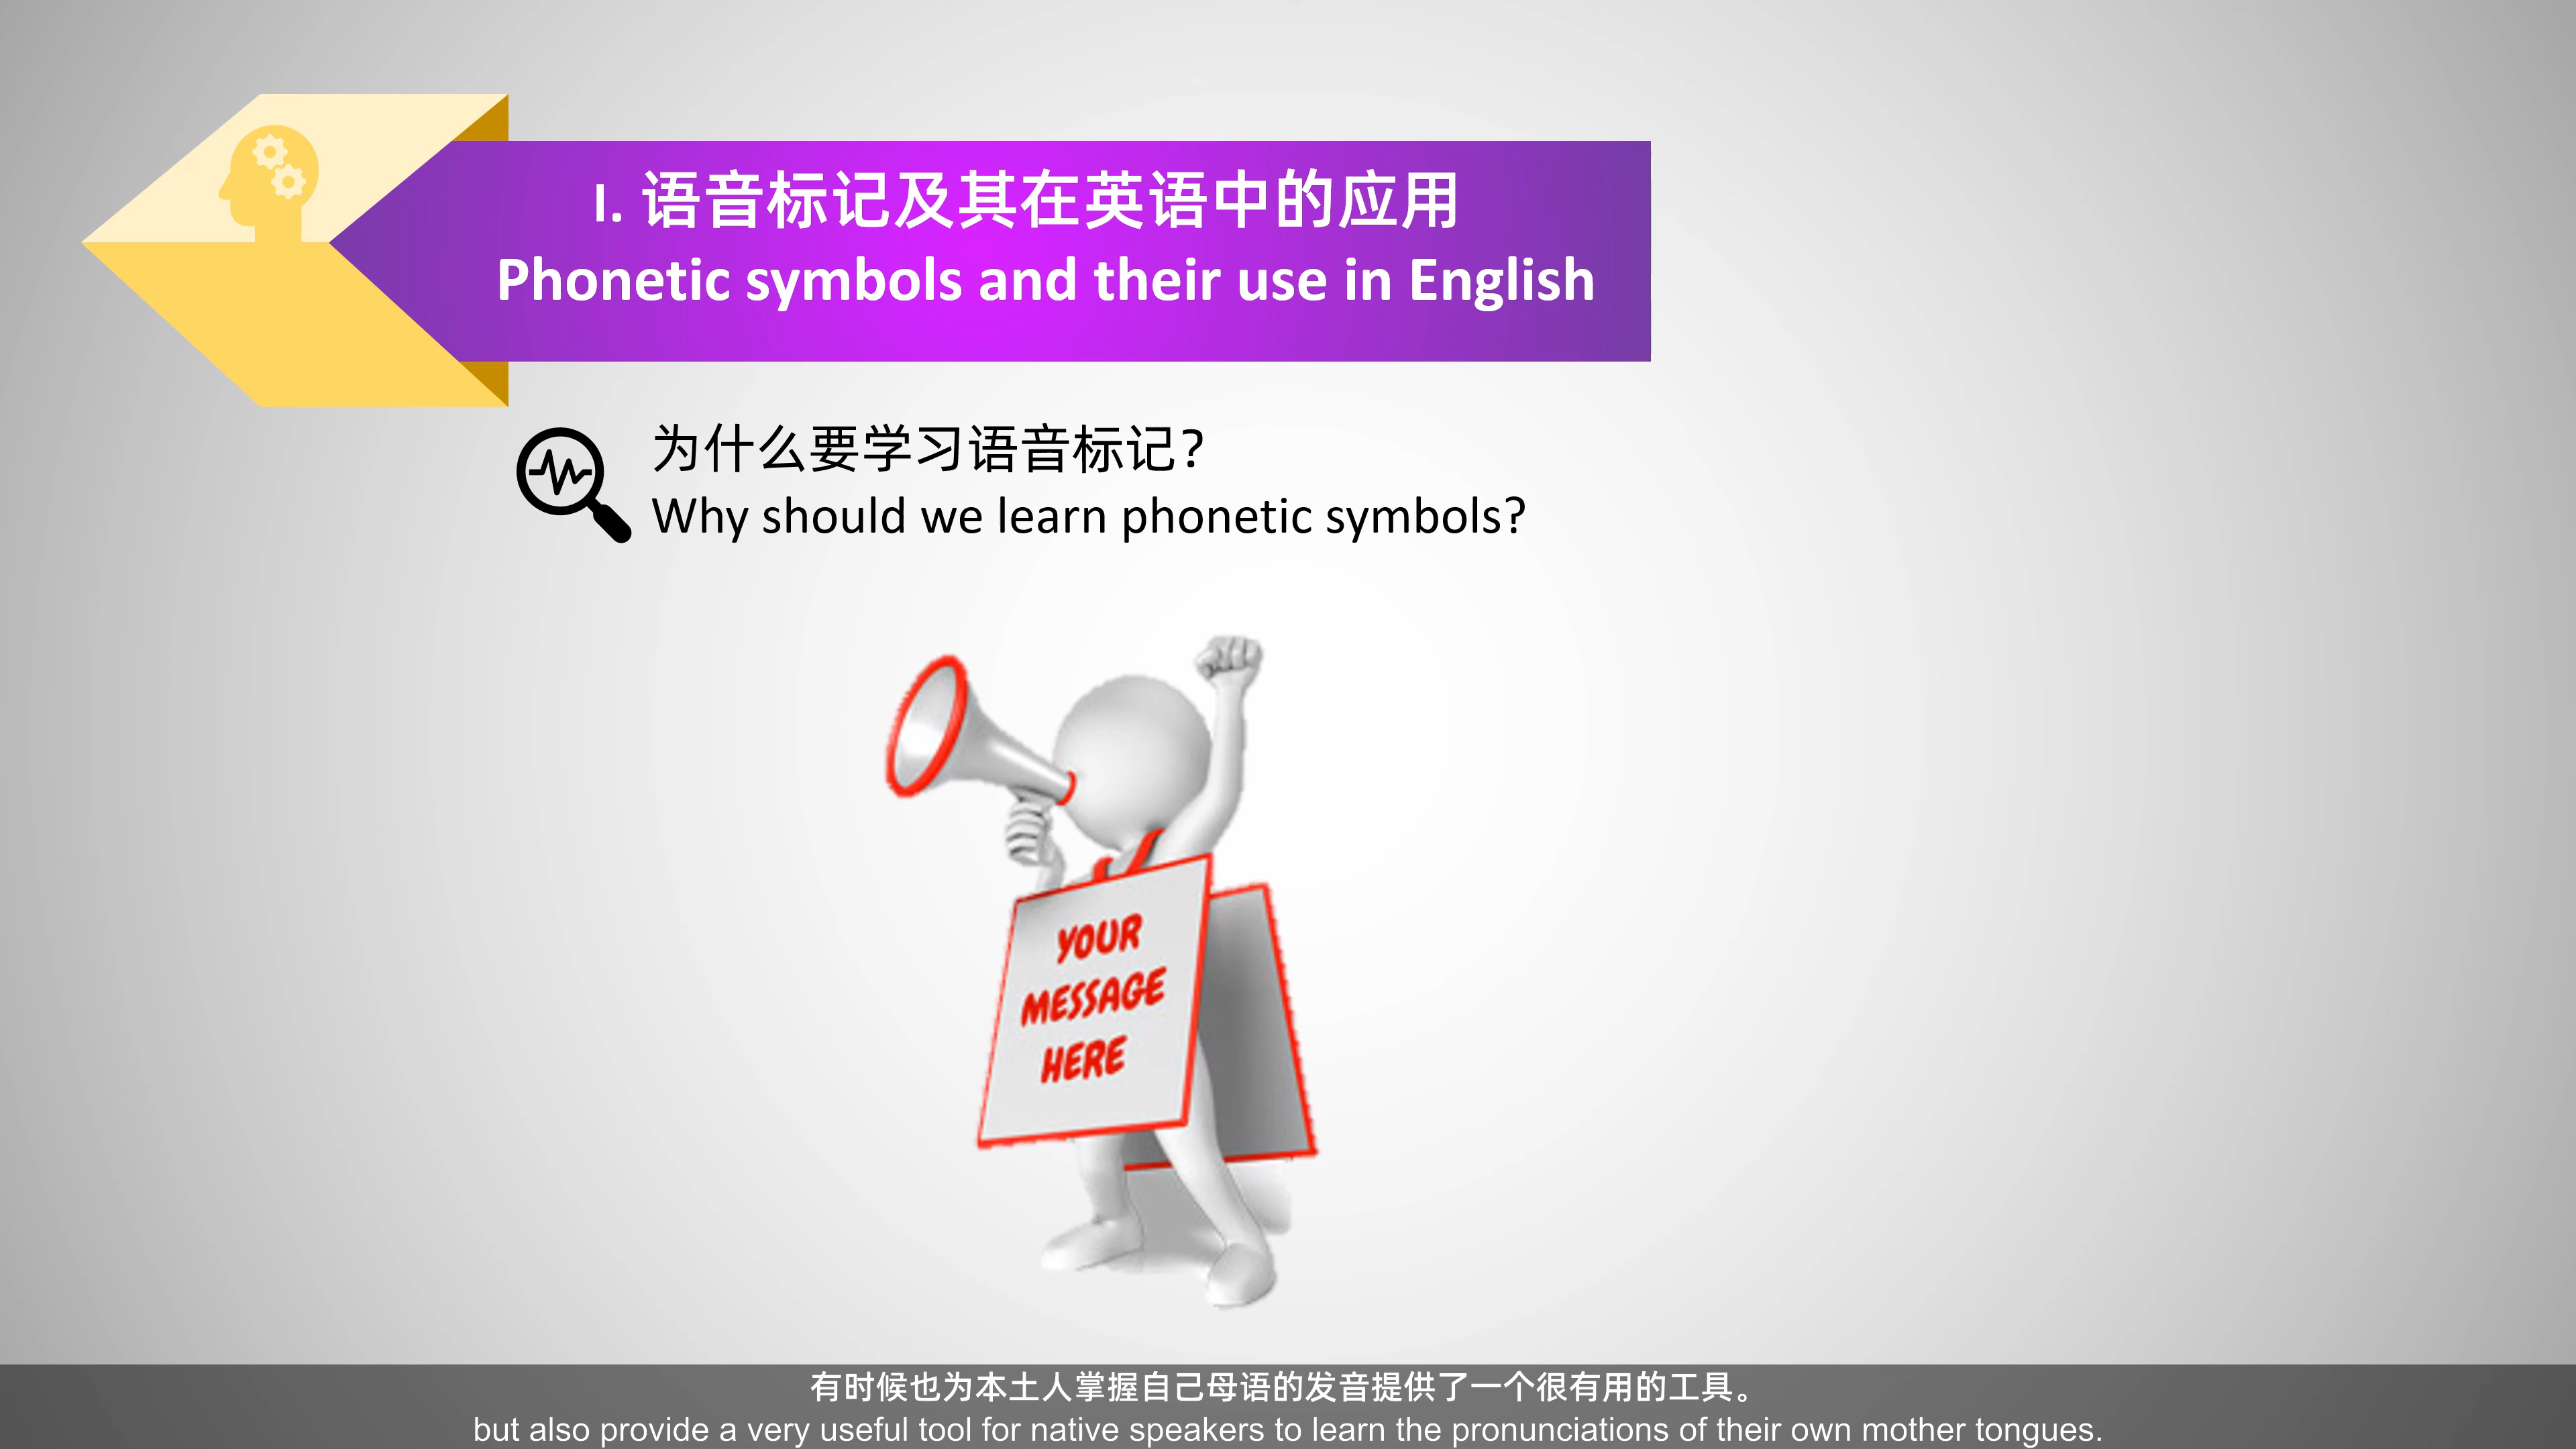 I. 语音标记及其在英语中的应用
Phonetic symbols and their use in English
为什么要学习语音标记?
Why should we learn phonetic symbols?
YOUR
MESSAGE
HERE
有时候也为本土人掌握自己母语的发音提供了一个很有用的工具。
but also provide a very useful tool for native speakers to learn the pronunciations of their own mother tongues.